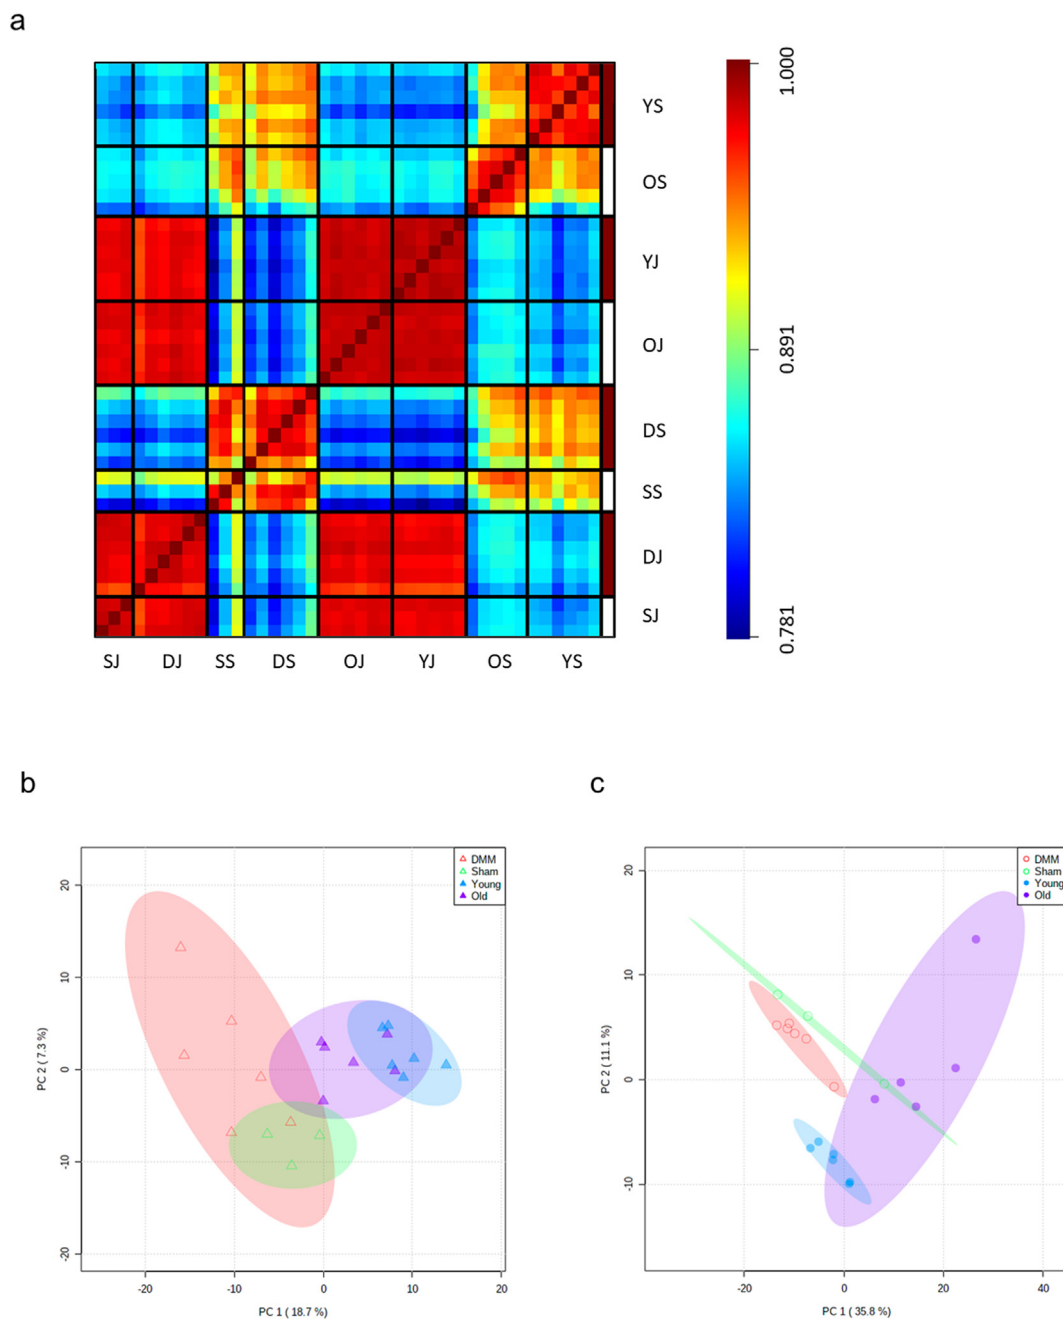 a
1.000
0.891
0.781
YS
OS
YJ
OJ
DS
SS
DJ
SJ
SJ DJ SS DS OJ YJ OS YS
b
DMM
Sham
Young
Old
20
10
0
-10
-20
PC 2 ( 7.3 %)
-20 -10 0 10 20
PC 1 ( 18.7 %)
c
DMM
Sham
Young
Old
20
10
0
-10
PC 2 ( 11.1 %)
-20 0 20 40
PC 1 ( 35.8 %)